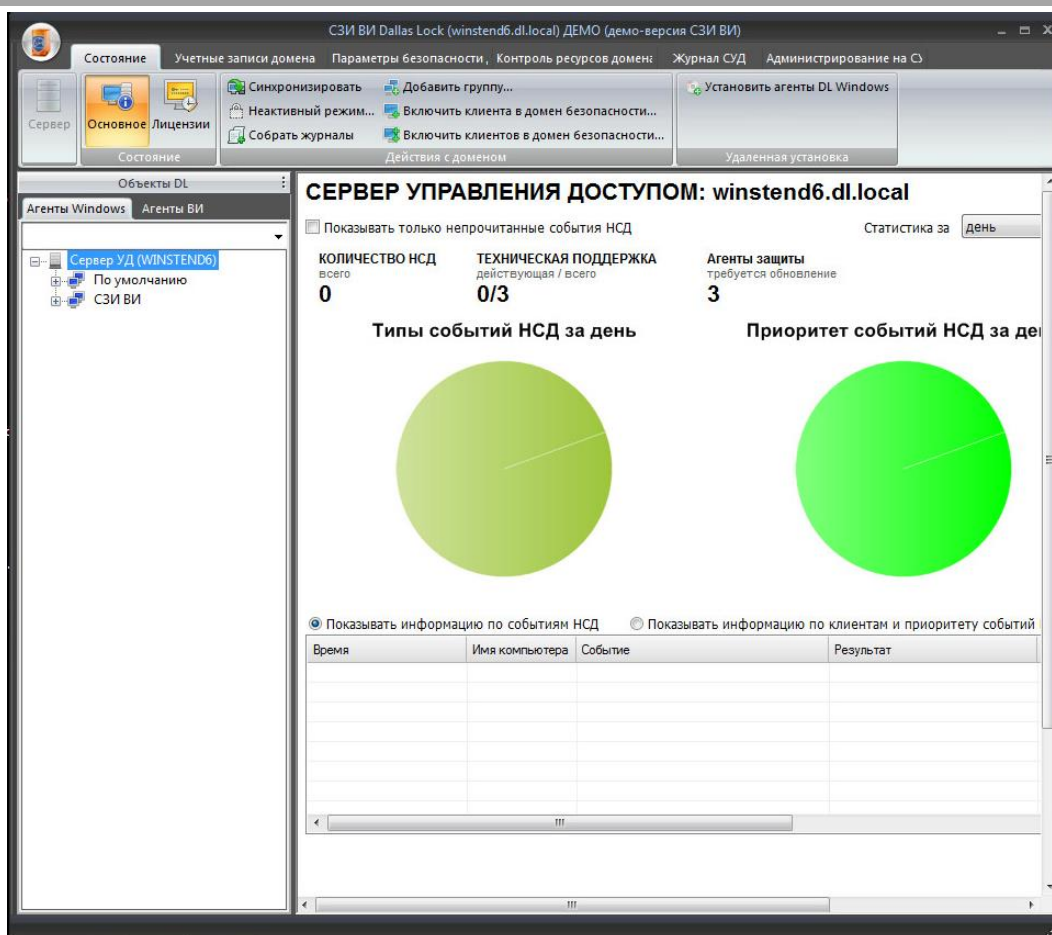 СЗИ ВИ Dallas Lock (winstend6.dl.local) ДЕМО (демо-версия СЗИ ВИ)
Состояние Учетные записи домена Параметры безопасности, Контроль ресурсов домена Журнал СУД Администрирование на
Сервер
Основное
Лицензии
Состояние
Синхронизировать
Неактивный режим...
Собрать журналы
Добавить группу...
Включить клиента в домен безопасности...
Включить клиентов в домен безопасности...
Действия с доменом
Установить агенты DL Windows
Удаленная установка
Объекты DL
Агенты Windows Агенты ВИ
Сервер УД (WINSTEND6)
По умолчанию
СЗИ ВИ
СЕРВЕР УПРАВЛЕНИЯ ДОСТУПОМ: winstend6.dl.local
Показывать только непрочитанные события НСД
Статистика за день
КОЛИЧЕСТВО НСД
всего
0
ТЕХНИЧЕСКАЯ ПОДДЕРЖКА
действующая / всего
0/3
Агенты защиты
требуется обновление
3
Типы событий НСД за день
Приоритет событий НСД за
Показывать информацию по событиям НСД
Показывать информацию по клиентам и приоритету событий
Время Имя компьютера Событие Результат